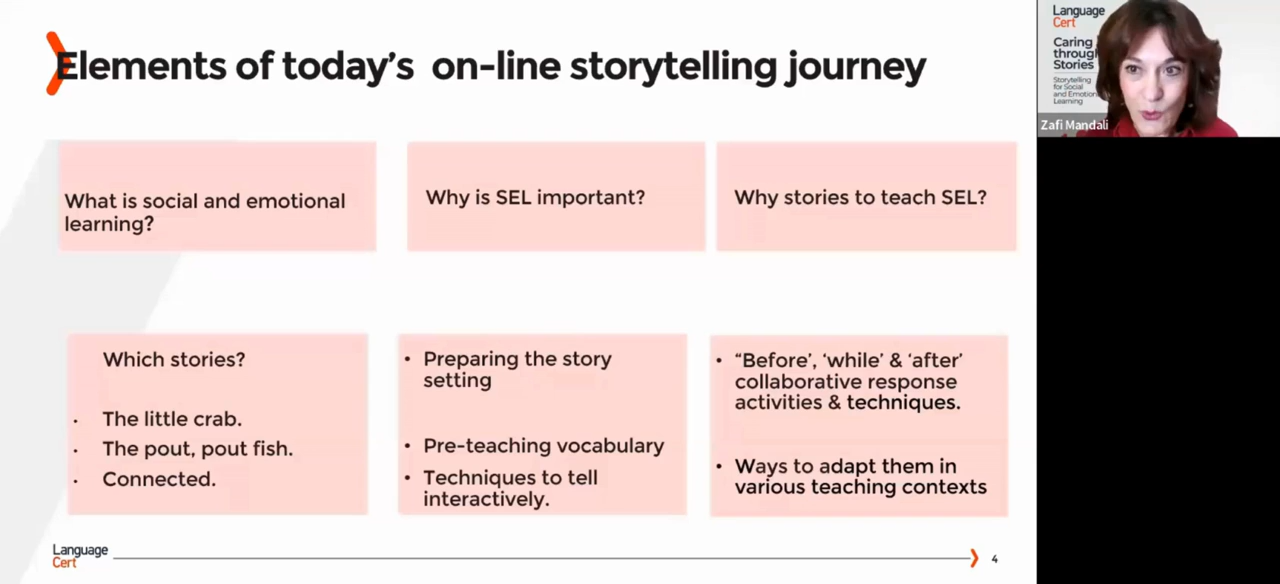 Elements of today's  on-line storytelling journey
What is social and emotional
learning?
Why is SEL important?
Why stories to teach SEL?
Which stories?
• The little crab.
• The pout, pout fish.
• Connected.
• Preparing the story
setting
• Pre-teaching vocabulary
• Techniques to tell
interactively.
• “Before’, ‘while’ & ‘after’
collaborative response
activities & techniques.
• Ways to adapt them in
various teaching contexts
Language
Cert
4
Language
Cert
Caring
through
Stories
Storytelling
for Social
and Emotion
Learning
Zafi Mandali